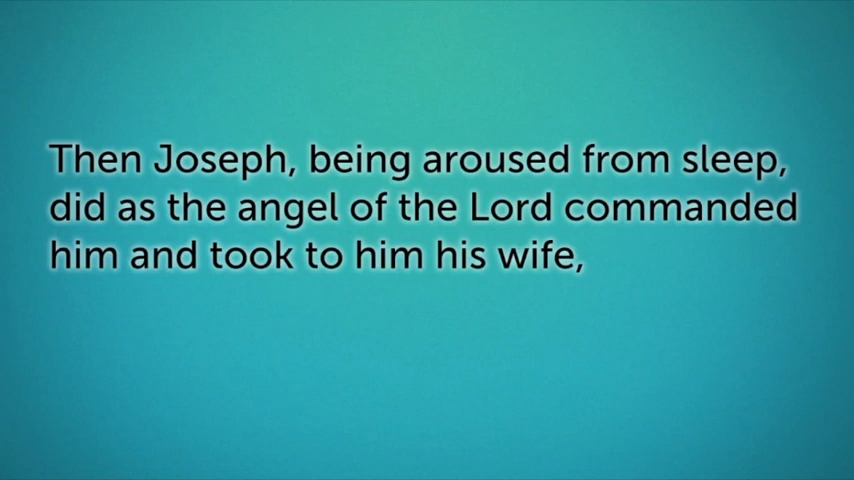 Then Joseph, being aroused from sleep,
did as the angel of the Lord commanded
him and took to him his wife,